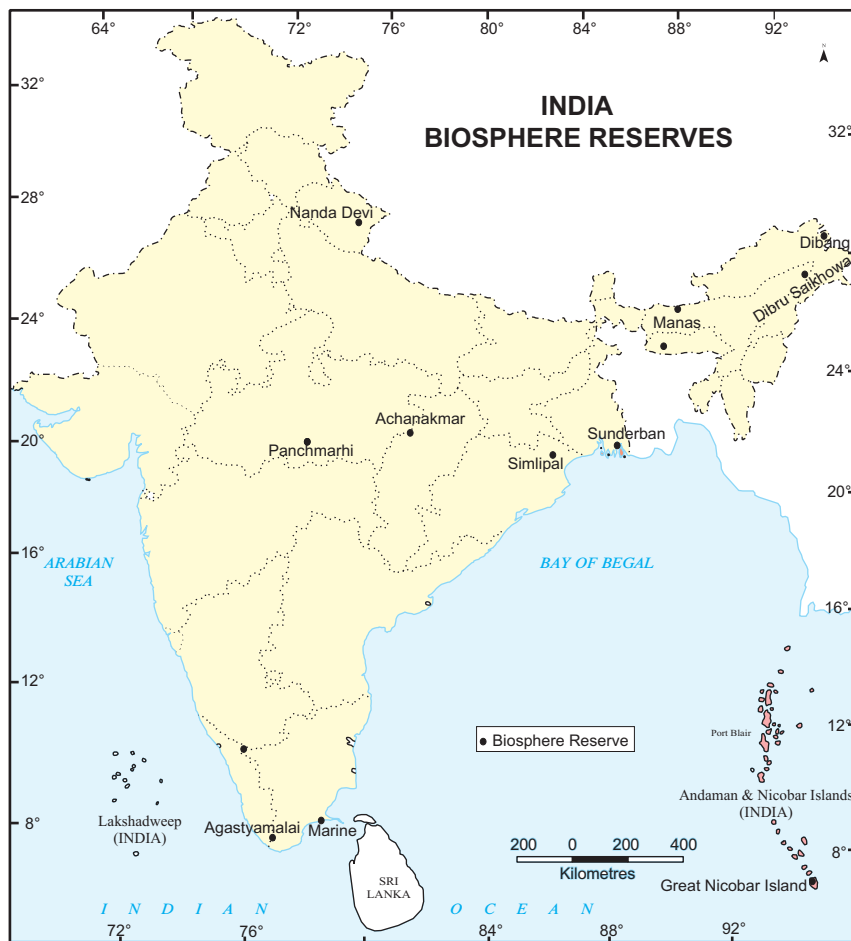 64° 72° 76° 80° 84° 88° 92°
N
32°
INDIA
BIOSPHERE RESERVES
32°
28°
Nanda Devi
Dibang
Dibru Saikhowa
24°
Manas
24°
Achanakmar
20°
Panchmarhi
Sunderban
Simlipal
20°
16°
ARABIAN
SEA
BAY OF BEGAL
16°
12°
12°
Port Blair
Biosphere Reserve
Lakshadweep
(INDIA)
Andaman & Nicobar Islands
(INDIA)
8°
Agastyamalai
Marine
8°
200 0 200 400
Kilometres
SRI
LANKA
Great Nicobar Island
INDIAN OCEAN
72° 76° 84° 88° 92°